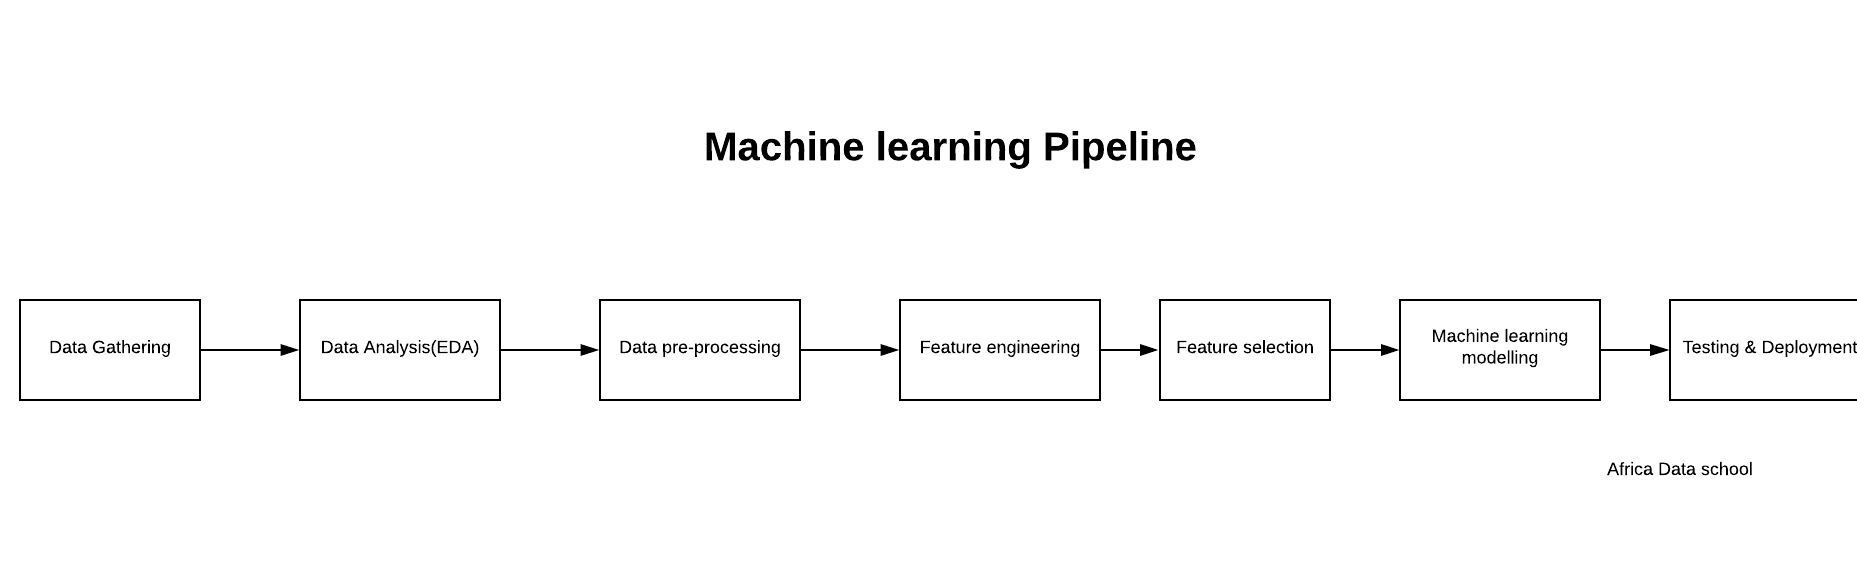 Machine learning Pipeline
Data Gathering
Data Analysis(EDA)
Data pre-processing
Feature engineering
Feature selection
Machine learning
modelling
Testing & Deployment
Africa Data school